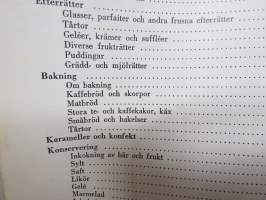 Efterrätter
Glasser, parfaiter och andra frusna efterrätter
Tårtor
Geléer, krämer och suffléer
Diverse frukträtter
Puddingar
Grädd- och mjölrätter
Bakning
Om bakning
Kaffebröd och skorpor
Matbröd
Stora te- och kaffekakor, käx
Småbröd och bakelser
Tårtor
Karameller och konfekt
Konservering
Inkokning av bär och frukt
Sylt
Saft
Likör
Gelé
Marmelad